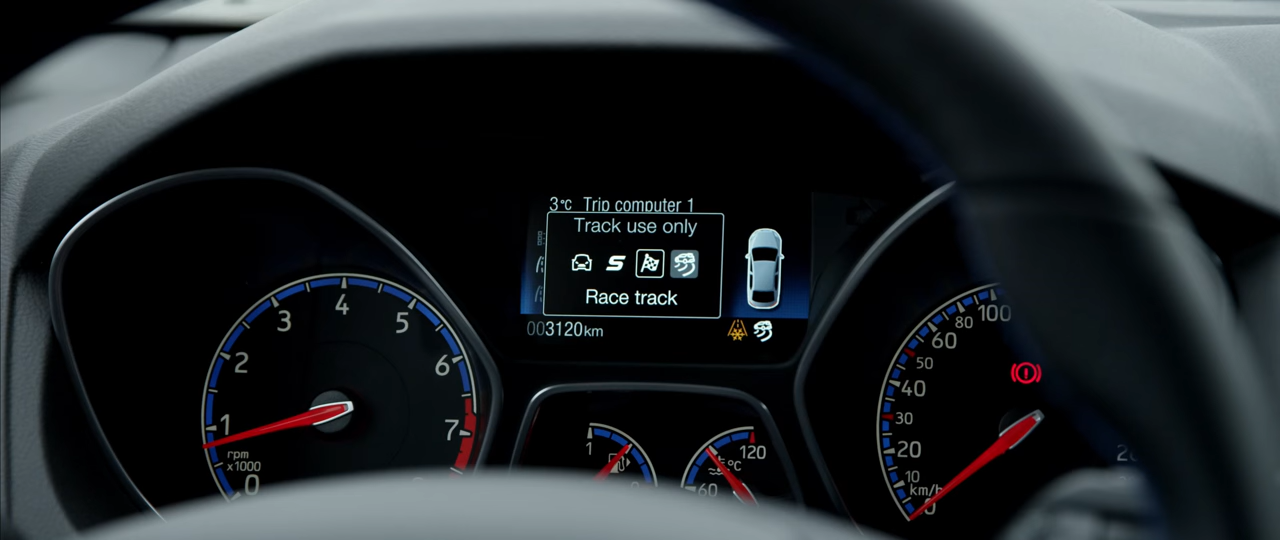 3°C Trip computer 1
Track use only
S
Race track
003120km
1
2
3
4
5
6
7
0
rpm
x1000
1
120
°C
60
0
10
20
30
40
50
60
80
100
km/h